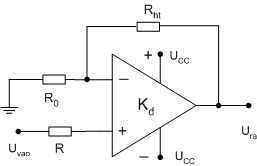 R_ht
+ U_CC
R_0
−
K_d
U_ra
+
U_vao
R
− U_CC